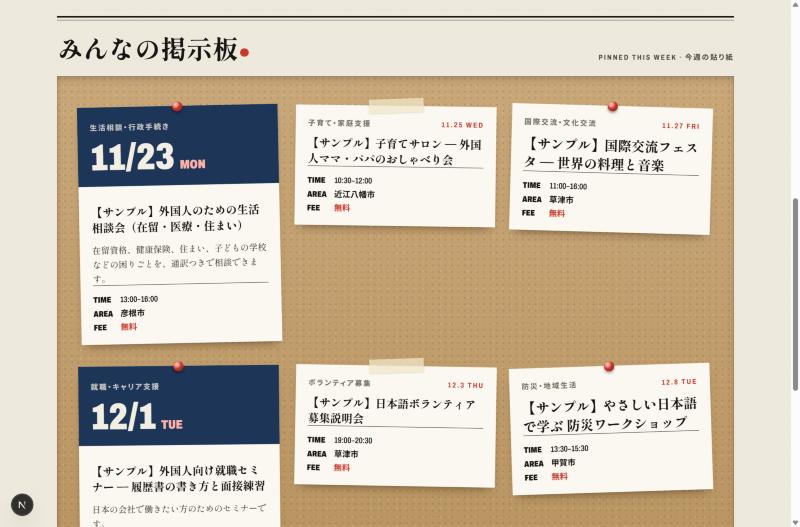 みんなの掲示板
PINNED THIS WEEK · 今週の貼り紙
生活相談・行政手続き
11/23 MON
【サンプル】外国人のための生活
相談会（在留・医療・住まい）
在留資格、健康保険、住まい、子どもの学校
などの困りごとを、通訳つきで相談できま
す。
TIME 13:00–16:00
AREA 彦根市
FEE 無料
子育て・家庭支援
11.25 WED
【サンプル】子育てサロン — 外国
人ママ・パパのおしゃべり会
TIME 10:30–12:00
AREA 近江八幡市
FEE 無料
国際交流・文化交流
11.27 FRI
【サンプル】国際交流フェス
タ — 世界の料理と音楽
TIME 11:00–16:00
AREA 草津市
FEE 無料
就職・キャリア支援
12/1 TUE
【サンプル】外国人向け就職セミ
ナー — 履歴書の書き方と面接練習
日本の会社で働きたい方のためのセミナーで
す。
ボランティア募集
12.3 THU
【サンプル】日本語ボランティア
募集説明会
TIME 19:00–20:30
AREA 草津市
FEE 無料
防災・地域生活
12.8 TUE
【サンプル】やさしい日本語
で学ぶ 防災ワークショップ
TIME 13:30–15:30
AREA 甲賀市
FEE 無料
N